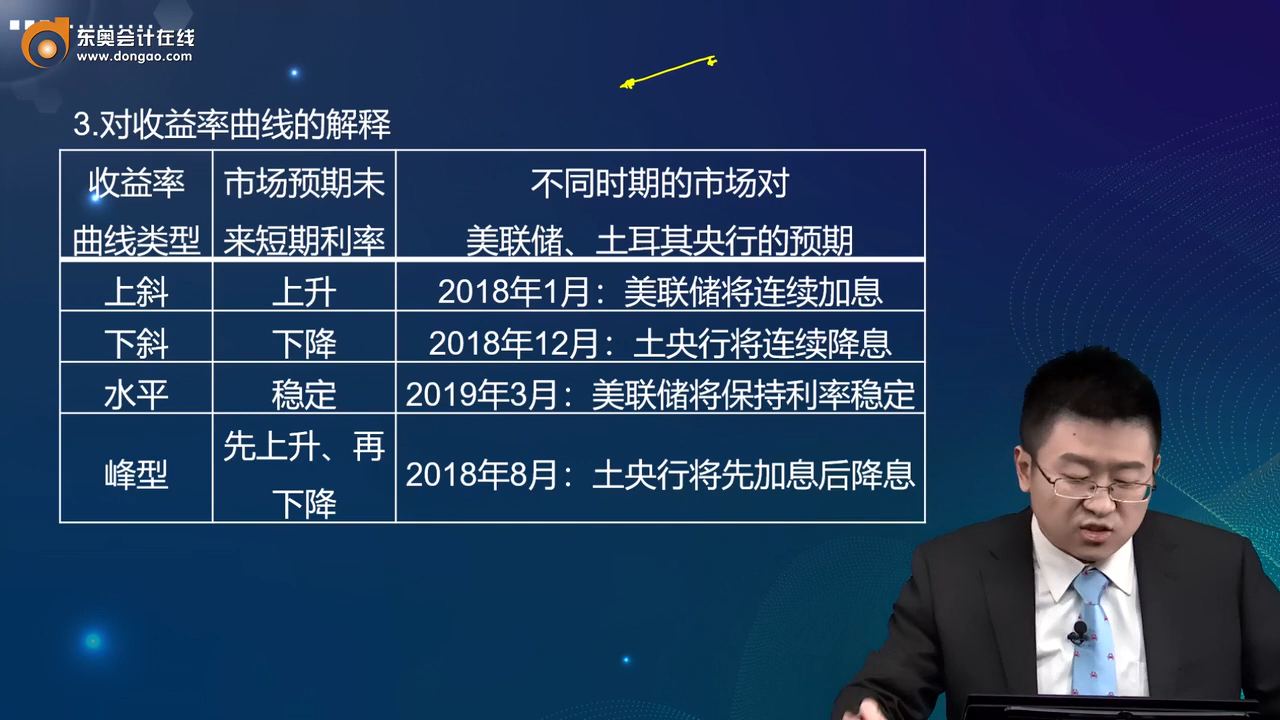 东奥会计在线
www.dongao.com
3.对收益率曲线的解释
收益率
曲线类型
市场预期未
来短期利率
不同时期的市场对
美联储、土耳其央行的预期
上斜
上升
2018年1月：美联储将连续加息
下斜
下降
2018年12月：土央行将连续降息
水平
稳定
2019年3月：美联储将保持利率稳定
峰型
先上升、再
下降
2018年8月：土央行将先加息后降息